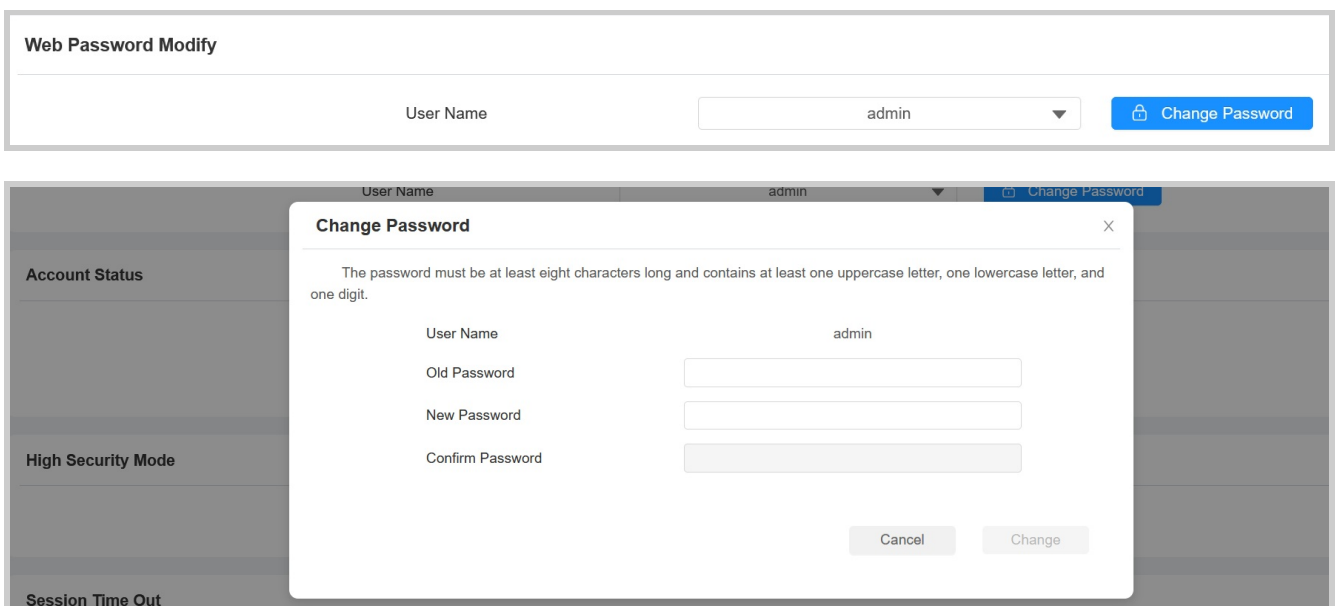 Web Password Modify
User Name admin Change Password
User Name admin Change Password
Change Password
Account Status
The password must be at least eight characters long and contains at least one uppercase letter, one lowercase letter, and
one digit.
User Name admin
Old Password
New Password
High Security Mode
Confirm Password
Cancel Change
Session Time Out